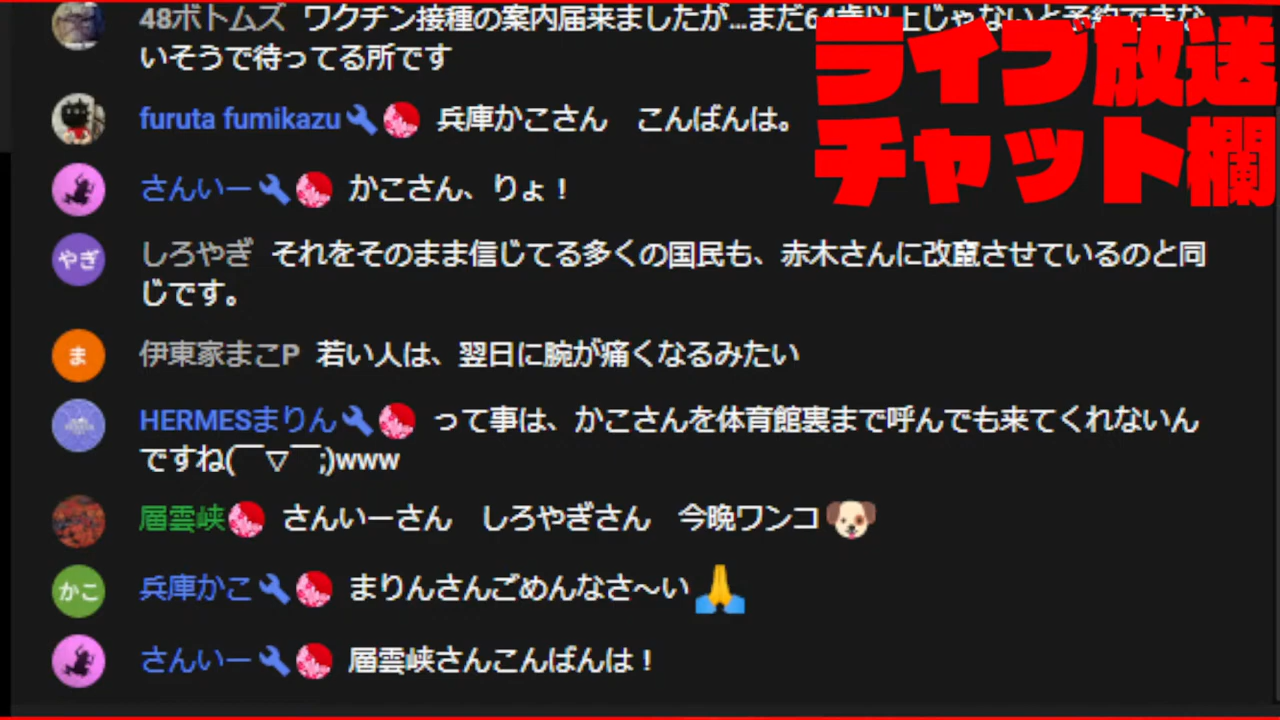 48ボトムズ ワクチン接種の案内届来ましたが...まだ64歳以上じゃないと予約できな
いそうで待ってる所です
ライブ放送
チャット欄
furuta fumikazu 兵庫かこさん こんばんは。
さんいー かこさん、りょ！
やぎ しろやぎ それをそのまま信じてる多くの国民も、赤木さんに改竄させているのと同
じです。
ま 伊東家まこP 若い人は、翌日に腕が痛くなるみたい
HERMESまりん って事は、かこさんを体育館裏まで呼んでも来てくれないん
ですね(￣▽￣;)www
層雲峡 さんいーさん しろやぎさん 今晩ワンコ🐶
かこ 兵庫かこ まりんさんごめんなさ〜い🙏
さんいー 層雲峡さんこんばんは！